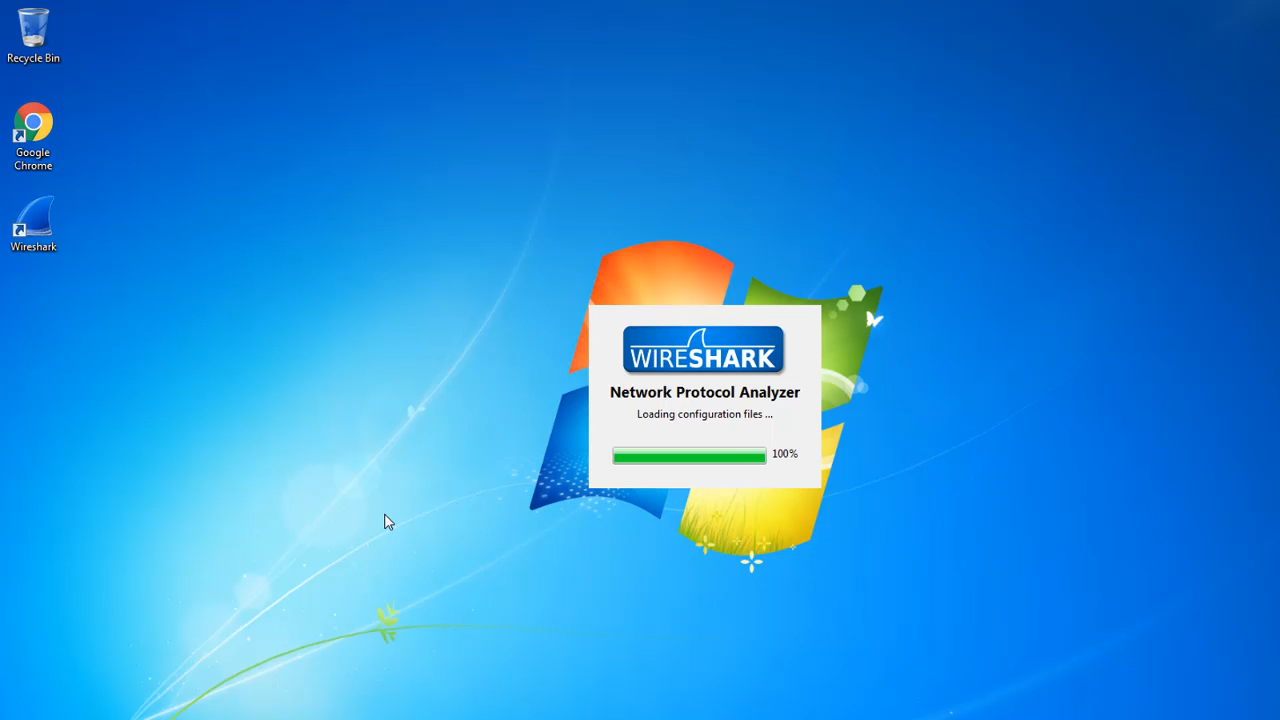 Recycle Bin
Google
Chrome
Wireshark
WIRESHARK
Network Protocol Analyzer
Loading configuration files ...
100%